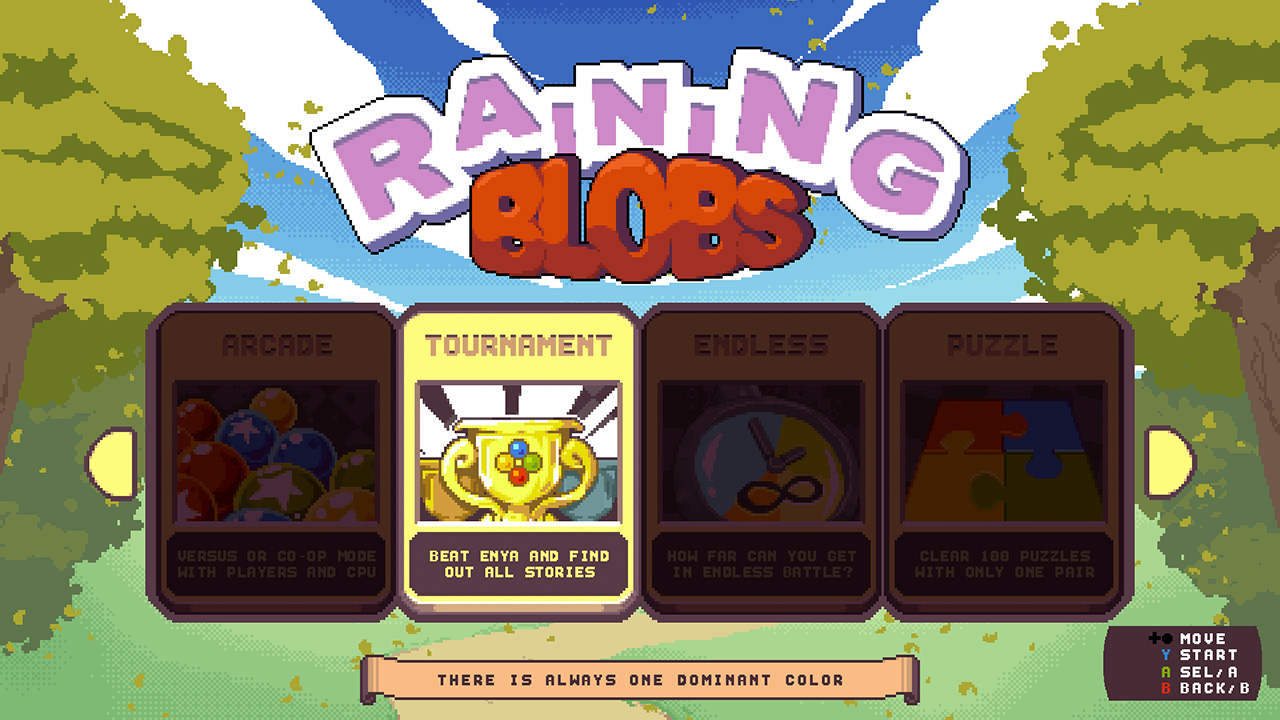 RAINING
BLOBS
ARCADE
VERSUS OR CO-OP MODE
WITH PLAYERS AND CPU
TOURNAMENT
BEAT ENYA AND FIND
OUT ALL STORIES
ENDLESS
HOW FAR CAN YOU GET
IN ENDLESS BATTLE?
PUZZLE
CLEAR 100 PUZZLES
WITH ONLY ONE PAIR
THERE IS ALWAYS ONE DOMINANT COLOR
MOVE
Y START
A SEL/A
B BACK/B